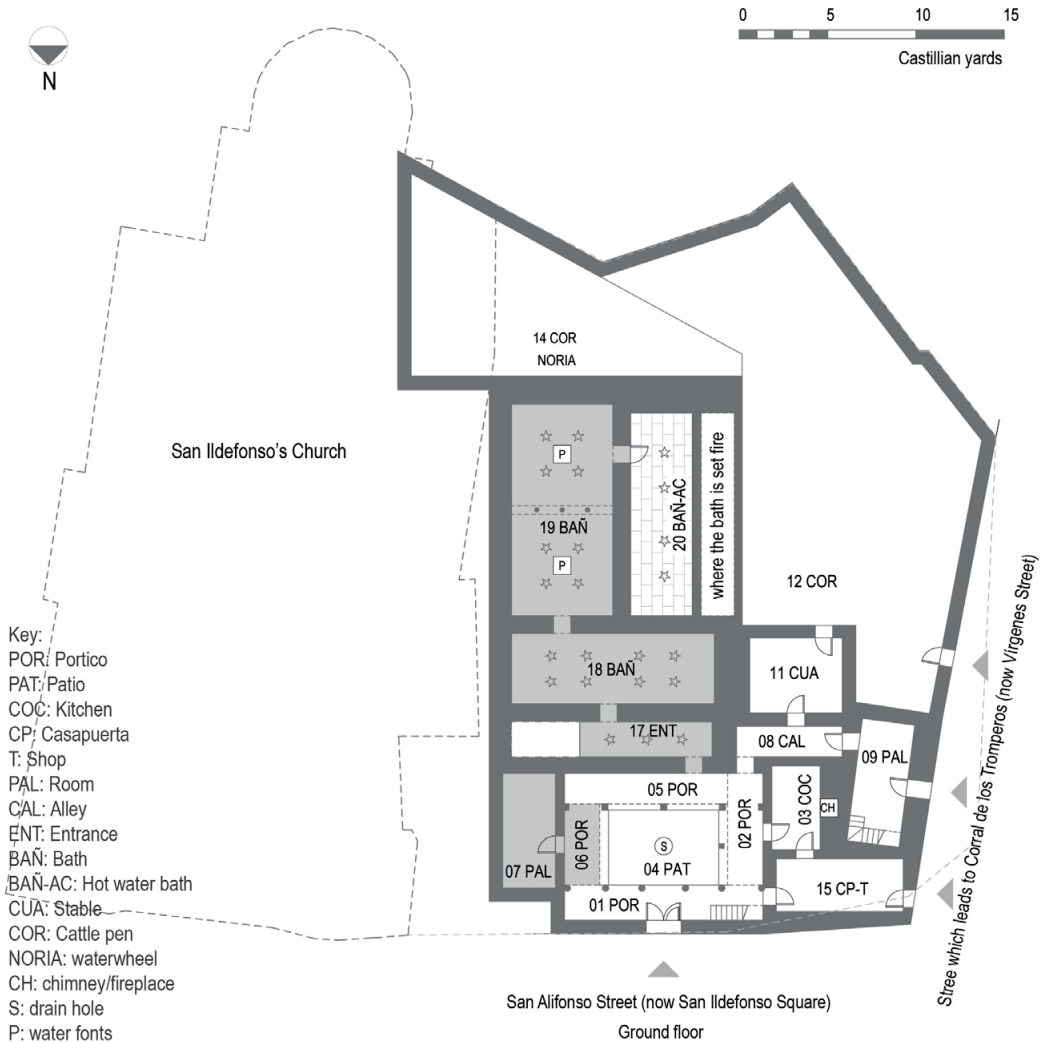 0 5 10 15
Castillian yards
N
14 COR
NORIA
San Ildefonso's Church
P
19 BAÑ
P
20 BAÑ-AC
where the bath is set fire
12 COR
18 BAÑ
11 CUA
17 ENT
08 CAL
09 PAL
05 POR
02 POR
03 COC
CH
06 POR
S
04 PAT
07 PAL
15 CP-T
01 POR
Stree which leads to Corral de los Tromperos (now Vírgenes Street)
San Alifonso Street (now San Ildefonso Square)
Ground floor
Key:
POR: Portico
PAT: Patio
COC: Kitchen
CP: Casapuerta
T: Shop
PAL: Room
CAL: Alley
ENT: Entrance
BAÑ: Bath
BAÑ-AC: Hot water bath
CUA: Stable
COR: Cattle pen
NORIA: waterwheel
CH: chimney/fireplace
S: drain hole
P: water fonts